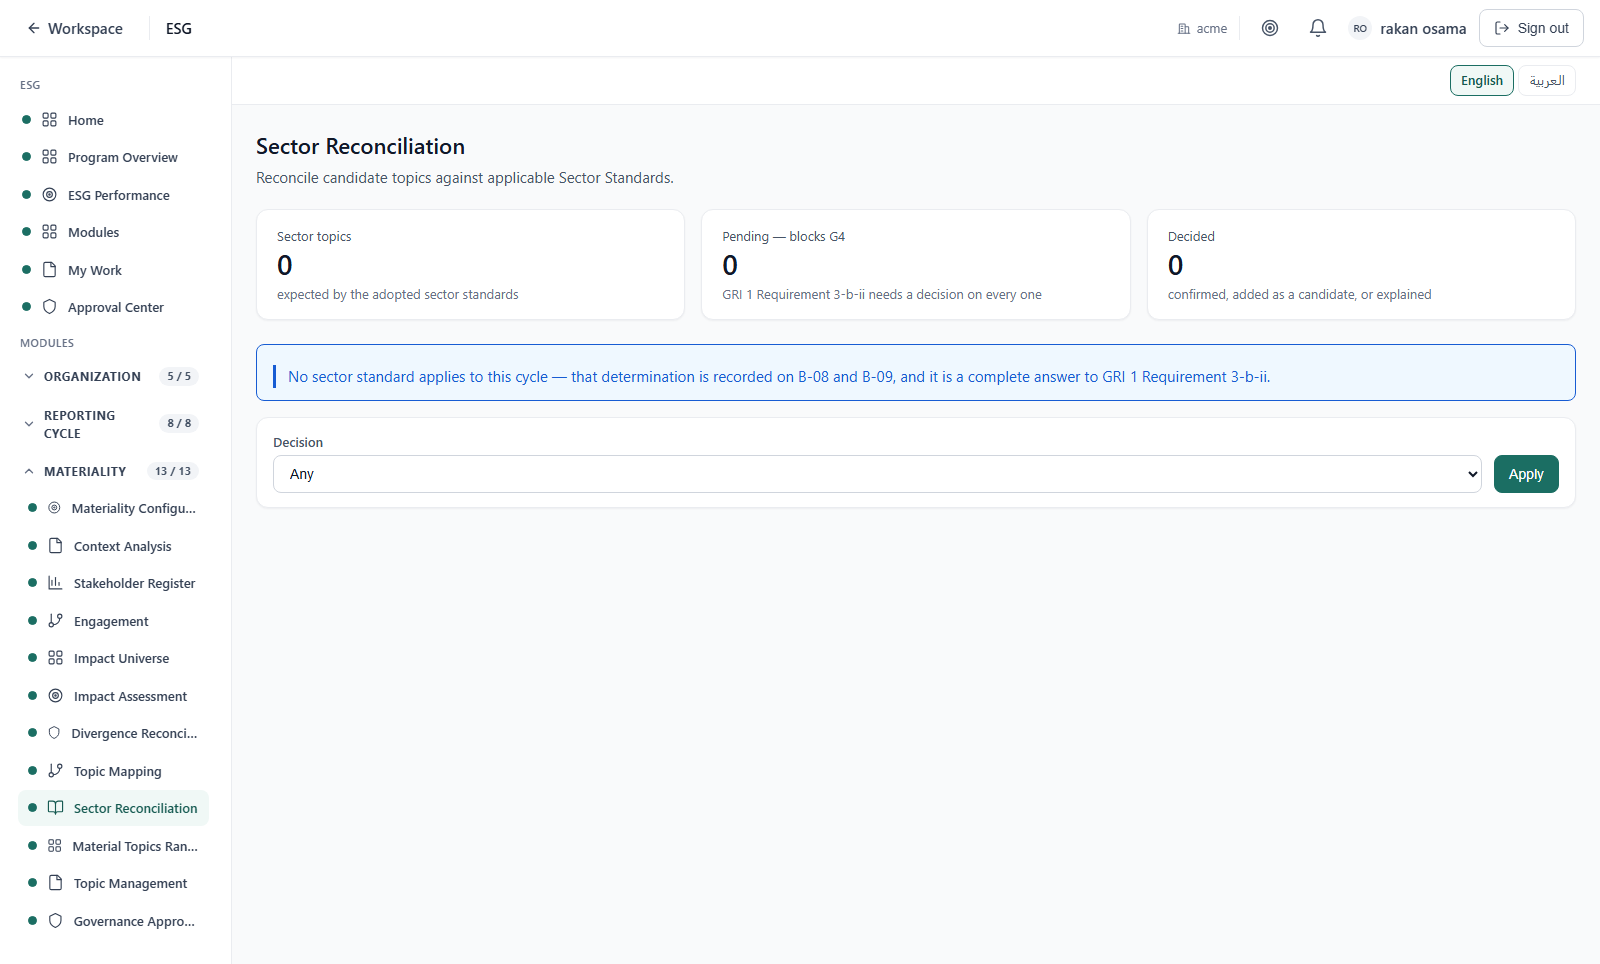 Workspace
ESG
acme
RO
rakan osama
Sign out
English
العربية
ESG
Home
Program Overview
ESG Performance
Modules
My Work
Approval Center
MODULES
ORGANIZATION 5 / 5
REPORTING
CYCLE 8 / 8
MATERIALITY 13 / 13
Materiality Configu...
Context Analysis
Stakeholder Register
Engagement
Impact Universe
Impact Assessment
Divergence Reconci...
Topic Mapping
Sector Reconciliation
Material Topics Ran...
Topic Management
Governance Appro...
Sector Reconciliation
Reconcile candidate topics against applicable Sector Standards.
Sector topics
0
expected by the adopted sector standards
Pending — blocks G4
0
GRI 1 Requirement 3-b-ii needs a decision on every one
Decided
0
confirmed, added as a candidate, or explained
No sector standard applies to this cycle — that determination is recorded on B-08 and B-09, and it is a complete answer to GRI 1 Requirement 3-b-ii.
Decision
Any
Apply